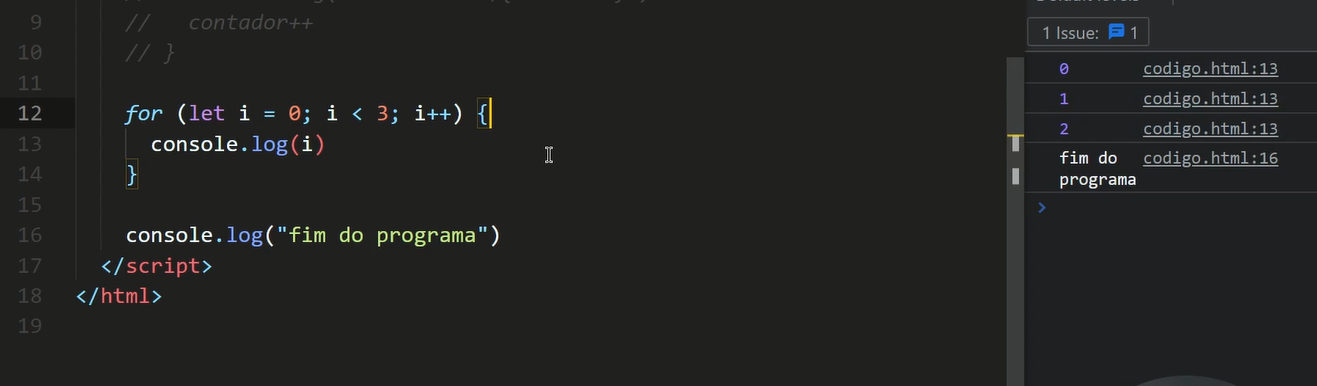 9 // contador++
10 // }
11
12 for (let i = 0; i < 3; i++) {
13 console.log(i)
14 }
15
16 console.log("fim do programa")
17 </script>
18 </html>
19
1 Issue: 1
0 codigo.html:13
1 codigo.html:13
2 codigo.html:13
fim do codigo.html:16
programa
>